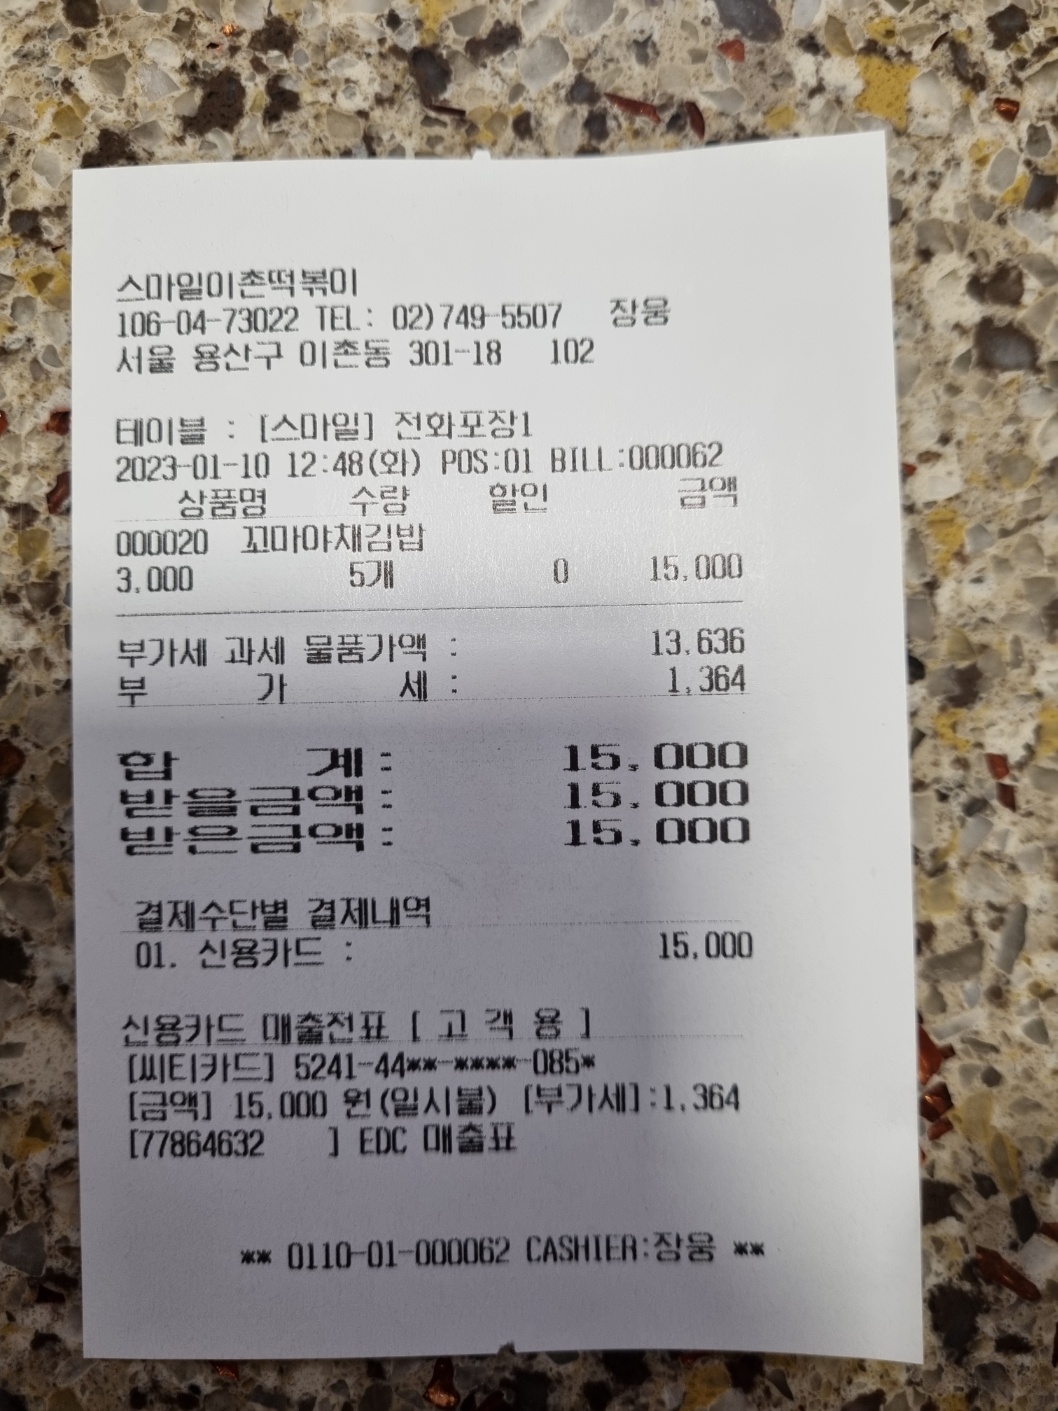 스마일이촌떡볶이
106-04-73022 TEL: 02)749-5507 장웅
서울 용산구 이촌동 301-18 102
테이블 : [스마일] 전화포장1
2023-01-10 12:48(화) POS:01 BILL:000062
상품명 수량 할인 금액
000020 꼬마야채김밥
3,000 5개 0 15,000
부가세 과세 물품가액 : 13,636
부 가 세 : 1,364
합 계 : 15,000
받을금액 : 15,000
받은금액 : 15,000
결제수단별 결제내역
01. 신용카드 : 15,000
신용카드 매출전표 [ 고 객 용 ]
[씨티카드] 5241-44**-****-085*
[금액] 15,000 원(일시불) [부가세]:1,364
[77864632 ] EDC 매출표
** 0110-01-000062 CASHIER:장웅 **